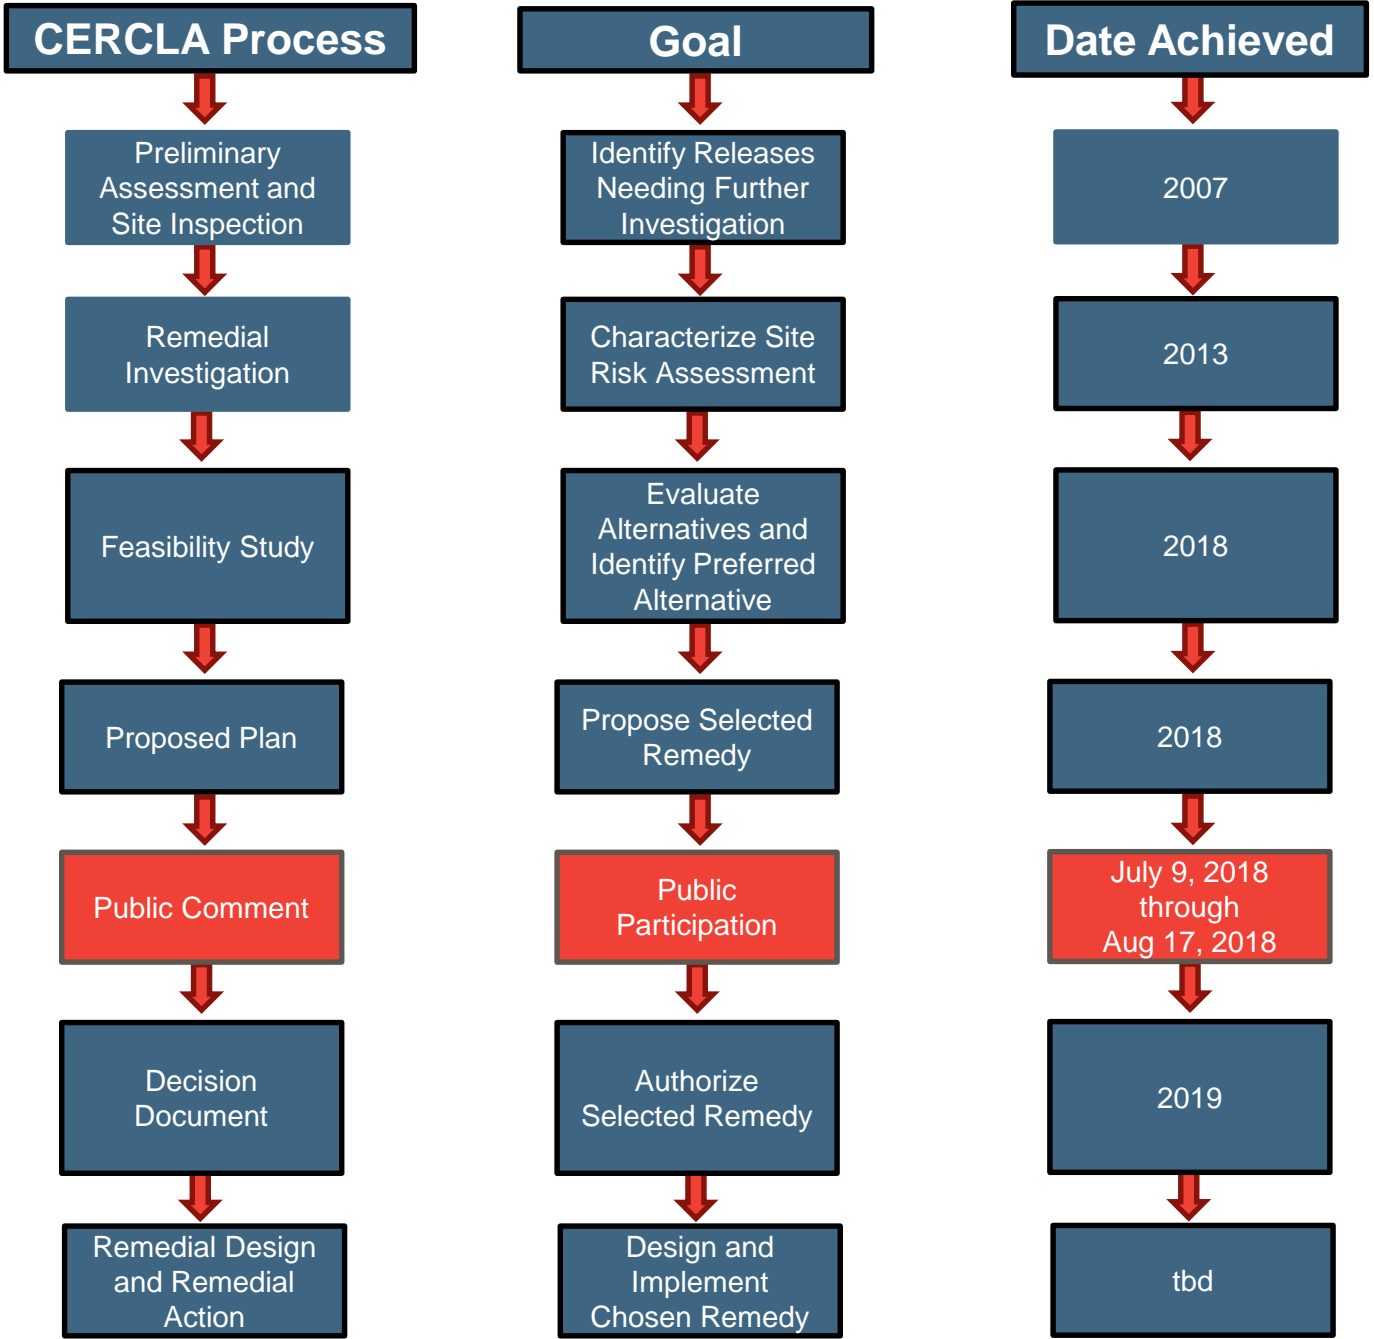 CERCLA Process
Goal
Date Achieved
Preliminary
Assessment and
Site Inspection
Identify Releases
Needing Further
Investigation
2007
Remedial
Investigation
Characterize Site
Risk Assessment
2013
Feasibility Study
Evaluate
Alternatives and
Identify Preferred
Alternative
2018
Proposed Plan
Propose Selected
Remedy
2018
Public Comment
Public
Participation
July 9, 2018
through
Aug 17, 2018
Decision
Document
Authorize
Selected Remedy
2019
Remedial Design
and Remedial
Action
Design and
Implement
Chosen Remedy
tbd